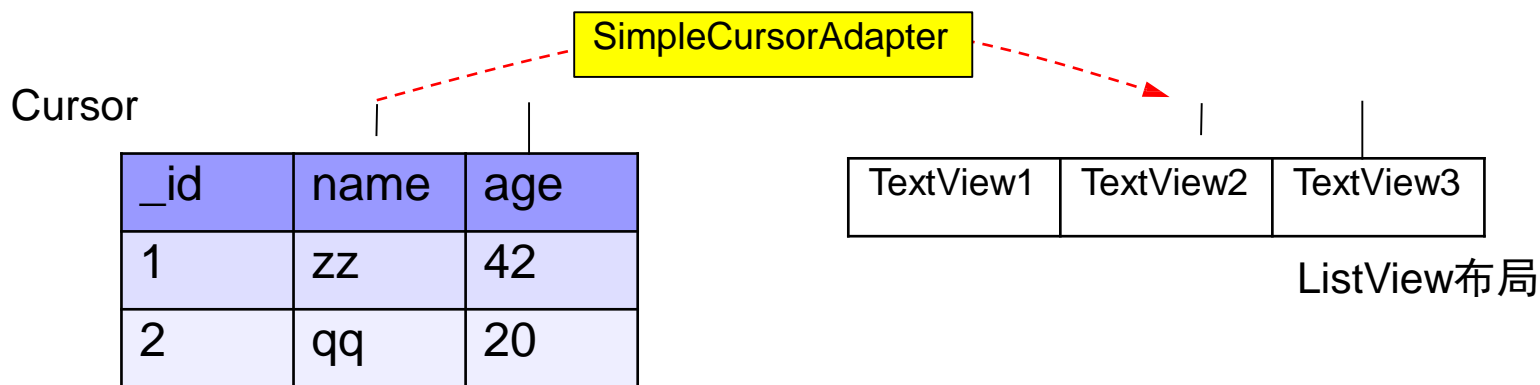 SimpleCursorAdapter
Cursor
_id name age
1 zz 42
2 qq 20
TextView1 TextView2 TextView3
ListView布局